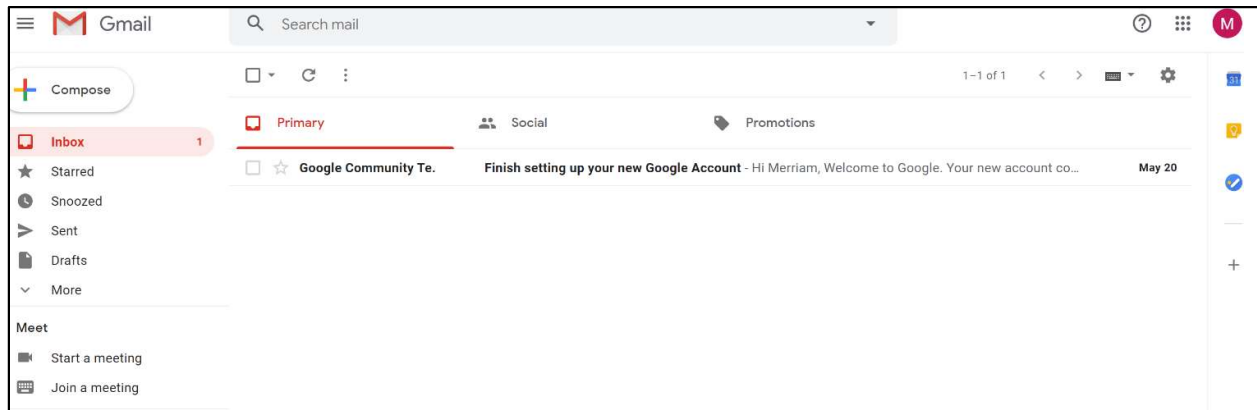 Gmail
Search mail
M
Compose
1–1 of 1
31
Primary
Social
Promotions
Inbox 1
Google Community Te. Finish setting up your new Google Account - Hi Merriam, Welcome to Google. Your new account co... May 20
Starred
Snoozed
Sent
Drafts
More
Meet
Start a meeting
Join a meeting